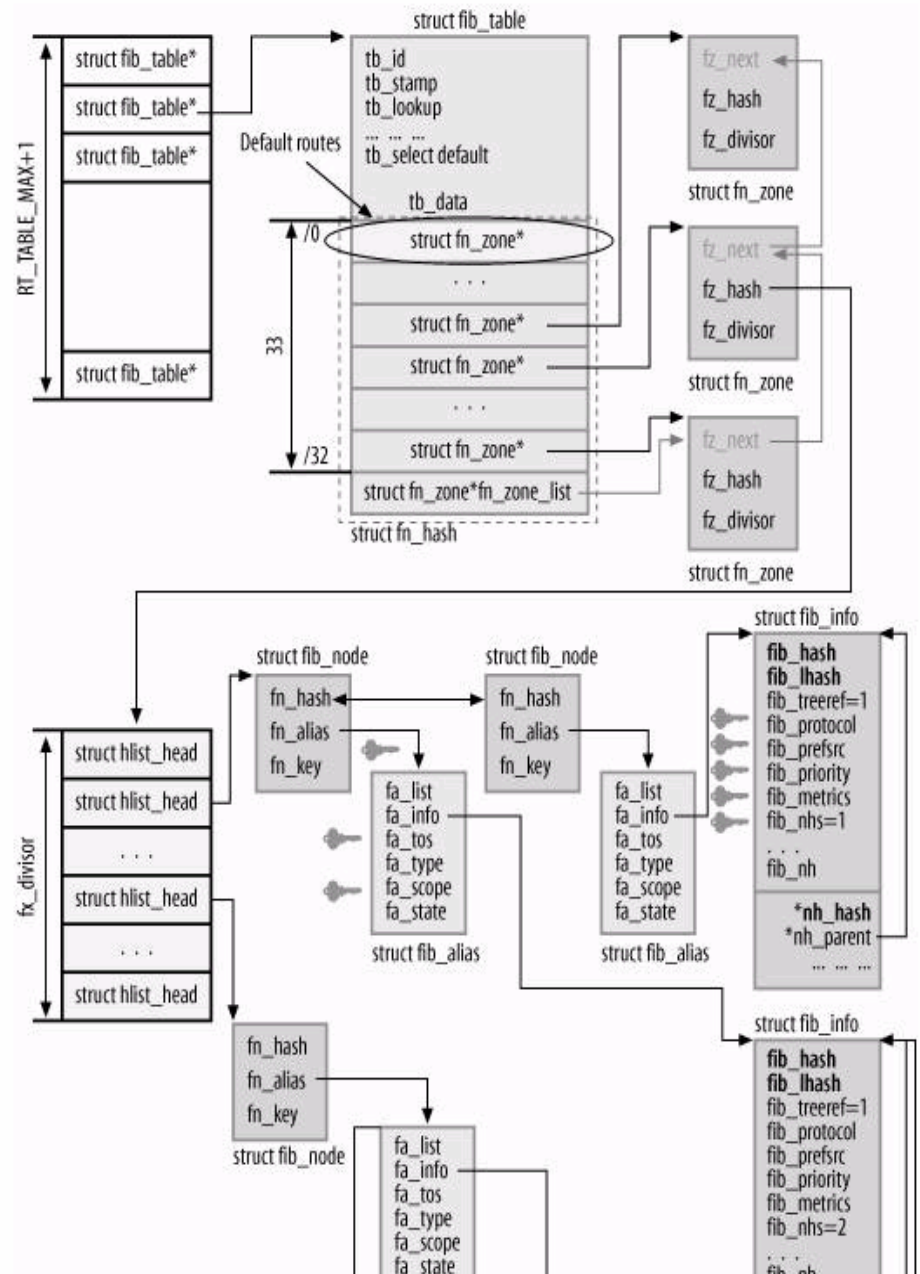 struct fib_table
struct fib_table*
struct fib_table*
struct fib_table*
struct fib_table*
RT_TABLE_MAX+1
tb_id
tb_stamp
tb_lookup
... ... ...
tb_select default
tb_data
Default routes
/0
struct fn_zone*
. . .
struct fn_zone*
struct fn_zone*
. . .
struct fn_zone*
33
/32
struct fn_zone*fn_zone_list
struct fn_hash
fz_next
fz_hash
fz_divisor
struct fn_zone
fz_next
fz_hash
fz_divisor
struct fn_zone
fz_next
fz_hash
fz_divisor
struct fn_zone
fx_divisor
struct hlist_head
struct hlist_head
. . .
struct hlist_head
. . .
struct hlist_head
struct fib_node
fn_hash
fn_alias
fn_key
struct fib_node
fn_hash
fn_alias
fn_key
fa_list
fa_info
fa_tos
fa_type
fa_scope
fa_state
struct fib_alias
fa_list
fa_info
fa_tos
fa_type
fa_scope
fa_state
struct fib_alias
struct fib_info
fib_hash
fib_lhash
fib_treeref=1
fib_protocol
fib_prefsrc
fib_priority
fib_metrics
fib_nhs=1
. . .
fib_nh
*nh_hash
*nh_parent
... ... ...
fn_hash
fn_alias
fn_key
struct fib_node
fa_list
fa_info
fa_tos
fa_type
fa_scope
fa_state
struct fib_info
fib_hash
fib_lhash
fib_treeref=1
fib_protocol
fib_prefsrc
fib_priority
fib_metrics
fib_nhs=2
. . .
fib_nh